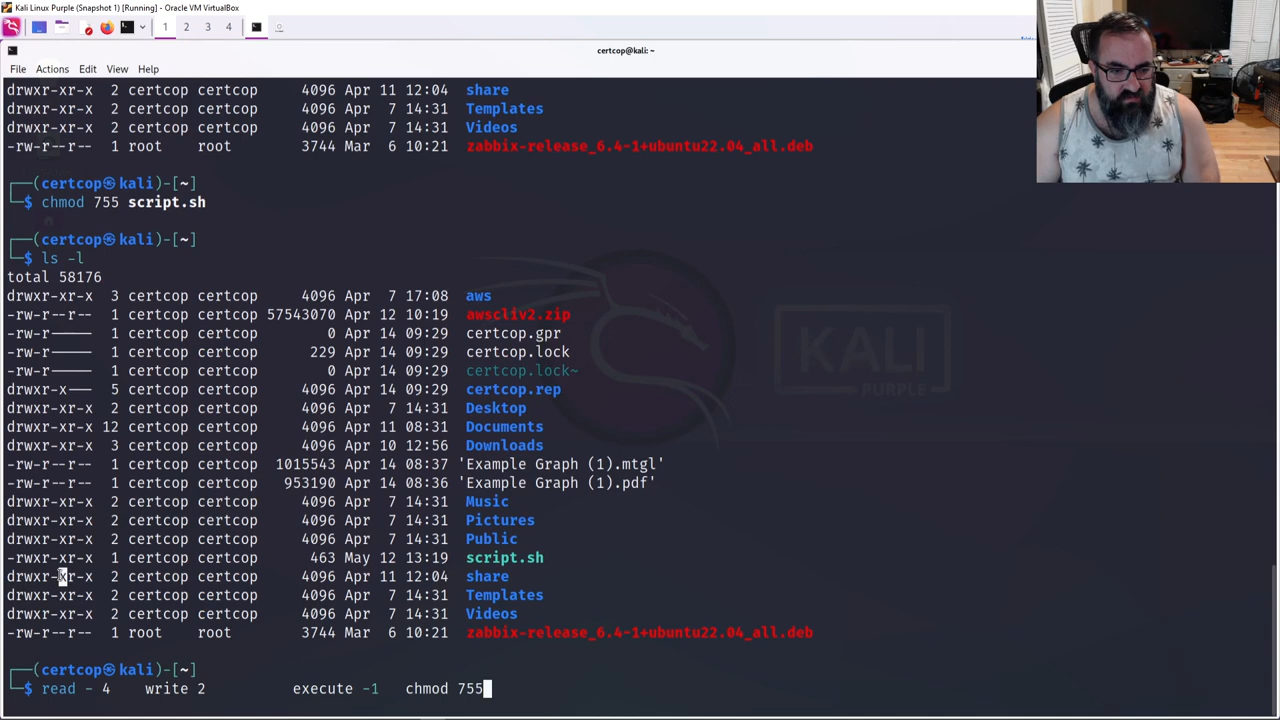 Kali Linux Purple (Snapshot 1) [Running] - Oracle VM VirtualBox
1 2 3 4
certcop@kali: ~
File Actions Edit View Help
drwxr-xr-x 2 certcop certcop 4096 Apr 11 12:04 share
drwxr-xr-x 2 certcop certcop 4096 Apr 7 14:31 Templates
drwxr-xr-x 2 certcop certcop 4096 Apr 7 14:31 Videos
-rw-r--r-- 1 root root 3744 Mar 6 10:21 zabbix-release_6.4-1+ubuntu22.04_all.deb
┌──(certcop㉿kali)-[~]
└─$ chmod 755 script.sh
┌──(certcop㉿kali)-[~]
└─$ ls -l
total 58176
drwxr-xr-x 3 certcop certcop 4096 Apr 7 17:08 aws
-rw-r--r-- 1 certcop certcop 57543070 Apr 12 10:19 awscliv2.zip
-rw-r----- 1 certcop certcop 0 Apr 14 09:29 certcop.gpr
-rw-r----- 1 certcop certcop 229 Apr 14 09:29 certcop.lock
-rw-r----- 1 certcop certcop 0 Apr 14 09:29 certcop.lock~
drwxr-x--- 5 certcop certcop 4096 Apr 14 09:29 certcop.rep
drwxr-xr-x 2 certcop certcop 4096 Apr 7 14:31 Desktop
drwxr-xr-x 12 certcop certcop 4096 Apr 11 08:31 Documents
drwxr-xr-x 3 certcop certcop 4096 Apr 10 12:56 Downloads
-rw-r--r-- 1 certcop certcop 1015543 Apr 14 08:37 'Example Graph (1).mtgl'
-rw-r--r-- 1 certcop certcop 953190 Apr 14 08:36 'Example Graph (1).pdf'
drwxr-xr-x 2 certcop certcop 4096 Apr 7 14:31 Music
drwxr-xr-x 2 certcop certcop 4096 Apr 7 14:31 Pictures
drwxr-xr-x 2 certcop certcop 4096 Apr 7 14:31 Public
-rwxr-xr-x 1 certcop certcop 463 May 12 13:19 script.sh
drwxr-xr-x 2 certcop certcop 4096 Apr 11 12:04 share
drwxr-xr-x 2 certcop certcop 4096 Apr 7 14:31 Templates
drwxr-xr-x 2 certcop certcop 4096 Apr 7 14:31 Videos
-rw-r--r-- 1 root root 3744 Mar 6 10:21 zabbix-release_6.4-1+ubuntu22.04_all.deb
┌──(certcop㉿kali)-[~]
└─$ read - 4 write 2 execute -1 chmod 755
KALI
PURPLE